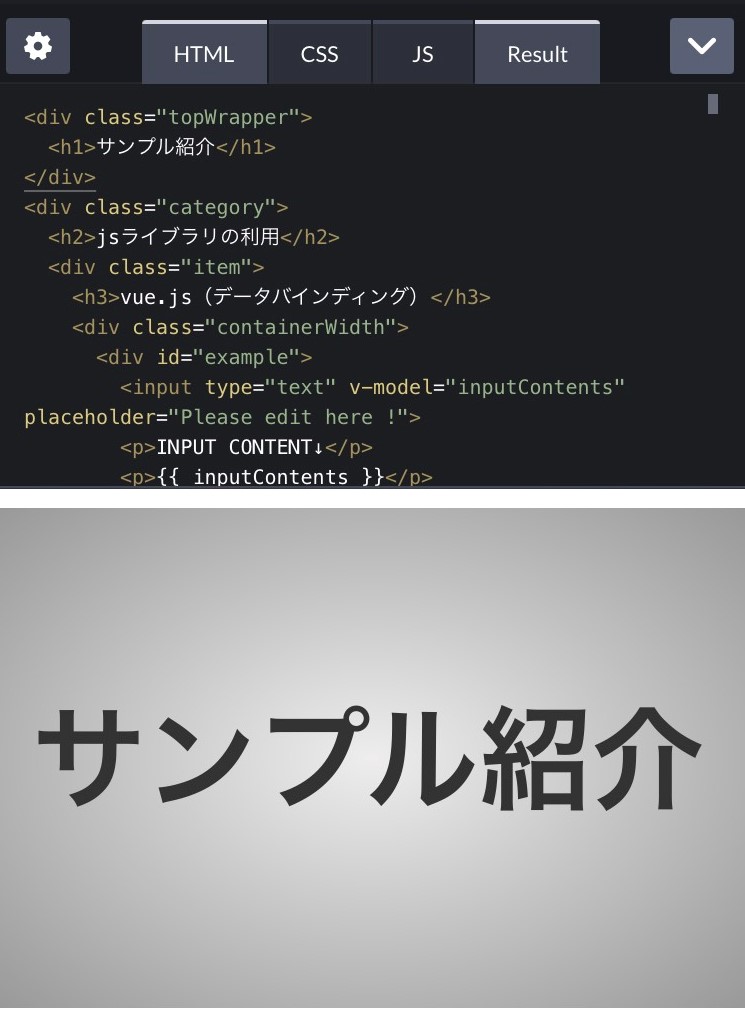 HTML CSS JS Result
<div class="topWrapper">
<h1>サンプル紹介</h1>
</div>
<div class="category">
<h2>jsライブラリの利用</h2>
<div class="item">
<h3>vue.js（データバインディング）</h3>
<div class="containerWidth">
<div id="example">
<input type="text" v-model="inputContents"
placeholder="Please edit here !">
<p>INPUT CONTENT↓</p>
<p>{{ inputContents }}</p>
サンプル紹介